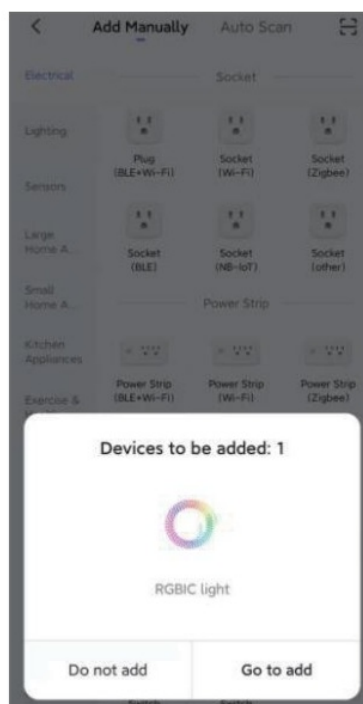 Add Manually Auto Scan
Electrical
Socket
Lighting
Plug
(BLE+Wi-Fi)
Socket
(Wi-Fi)
Socket
(Zigbee)
Sensors
Large
Home A...
Socket
(BLE)
Socket
(NB-IoT)
Socket
(other)
Small
Home A...
Power Strip
Kitchen
Appliances
Power Strip
(BLE+Wi-Fi)
Power Strip
(Wi-Fi)
Power Strip
(Zigbee)
Exercise &
Devices to be added: 1
RGBIC light
Do not add
Go to add
Switch
Switch